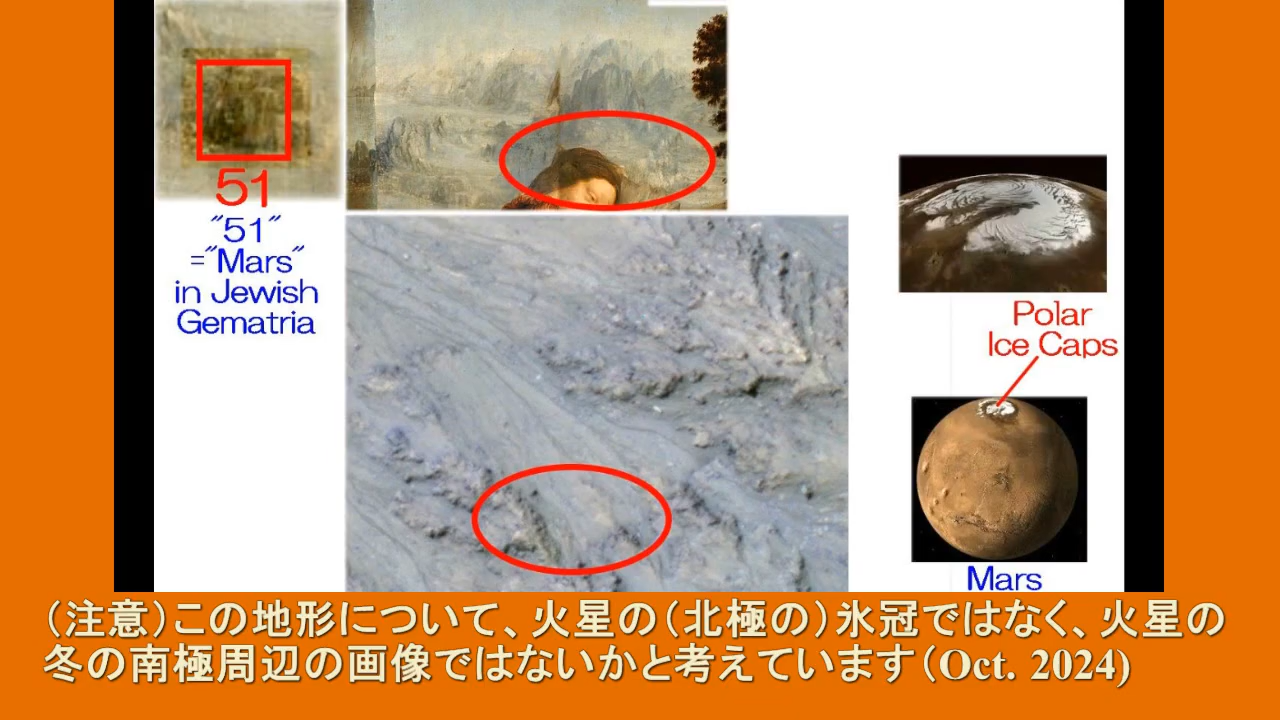 51
"51"
="Mars"
in Jewish
Gematria
Polar
Ice Caps
Mars
（注意）この地形について、火星の（北極の）氷冠ではなく、火星の
冬の南極周辺の画像ではないかと考えています（Oct. 2024）